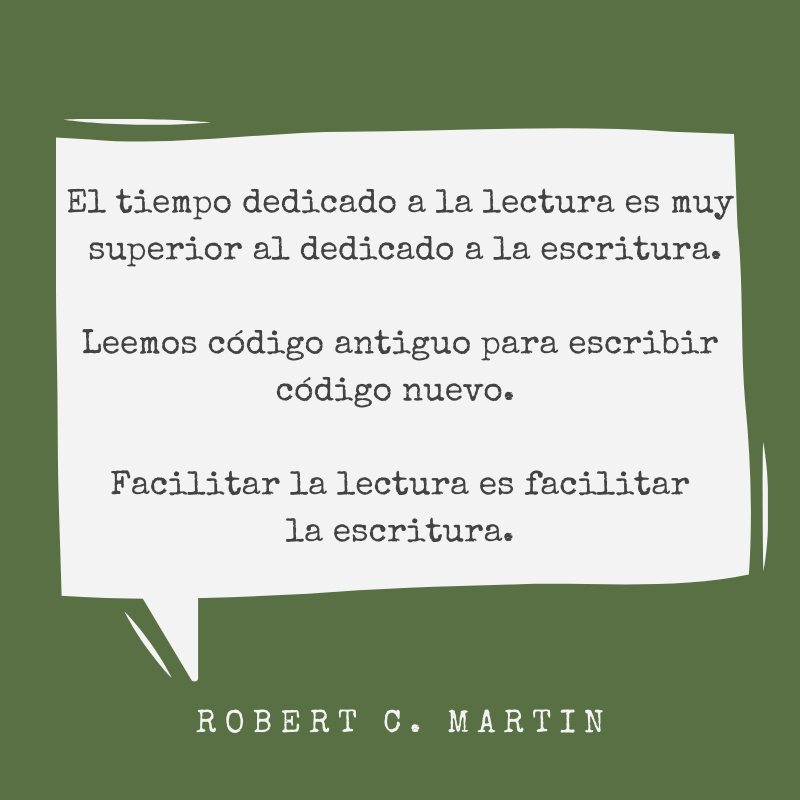 El tiempo dedicado a la lectura es muy
superior al dedicado a la escritura.
Leemos código antiguo para escribir
código nuevo.
Facilitar la lectura es facilitar
la escritura.
ROBERT C. MARTIN